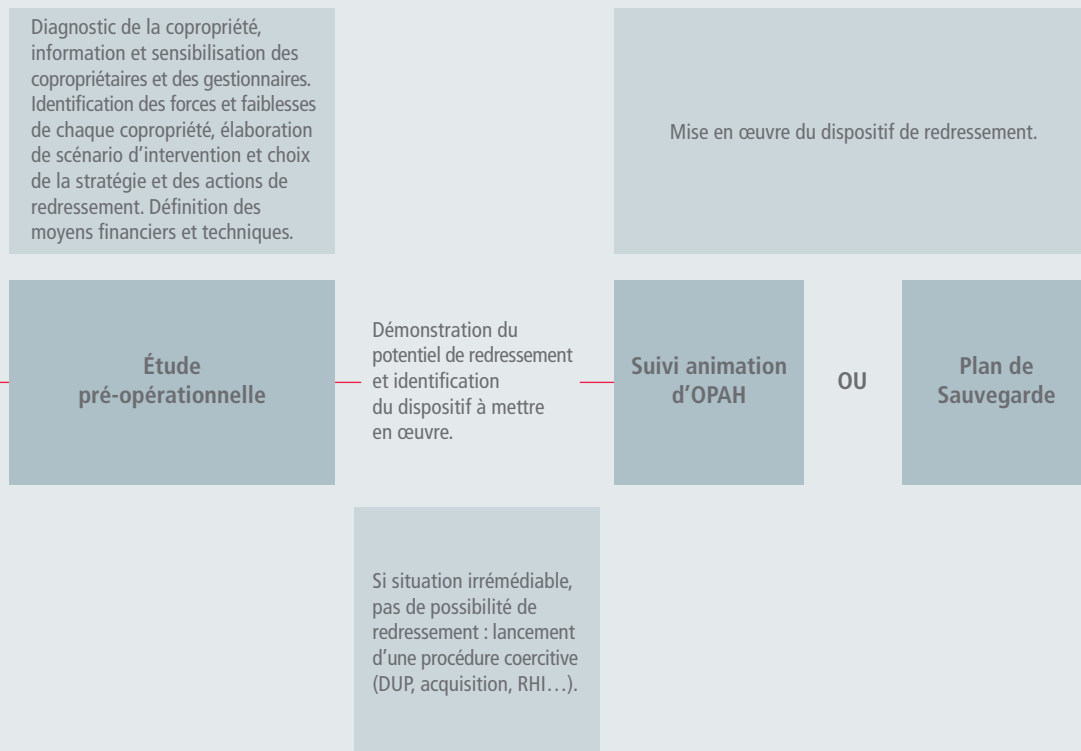 Diagnostic de la copropriété,
information et sensibilisation des
copropriétaires et des gestionnaires.
Identification des forces et faiblesses
de chaque copropriété, élaboration
de scénario d’intervention et choix
de la stratégie et des actions de
redressement. Définition des
moyens financiers et techniques.
Mise en œuvre du dispositif de redressement.
Étude
pré-opérationnelle
Démonstration du
potentiel de redressement
et identification
du dispositif à mettre
en œuvre.
Suivi animation
d’OPAH
OU
Plan de
Sauvegarde
Si situation irrémédiable,
pas de possibilité de
redressement : lancement
d’une procédure coercitive
(DUP, acquisition, RHI…).